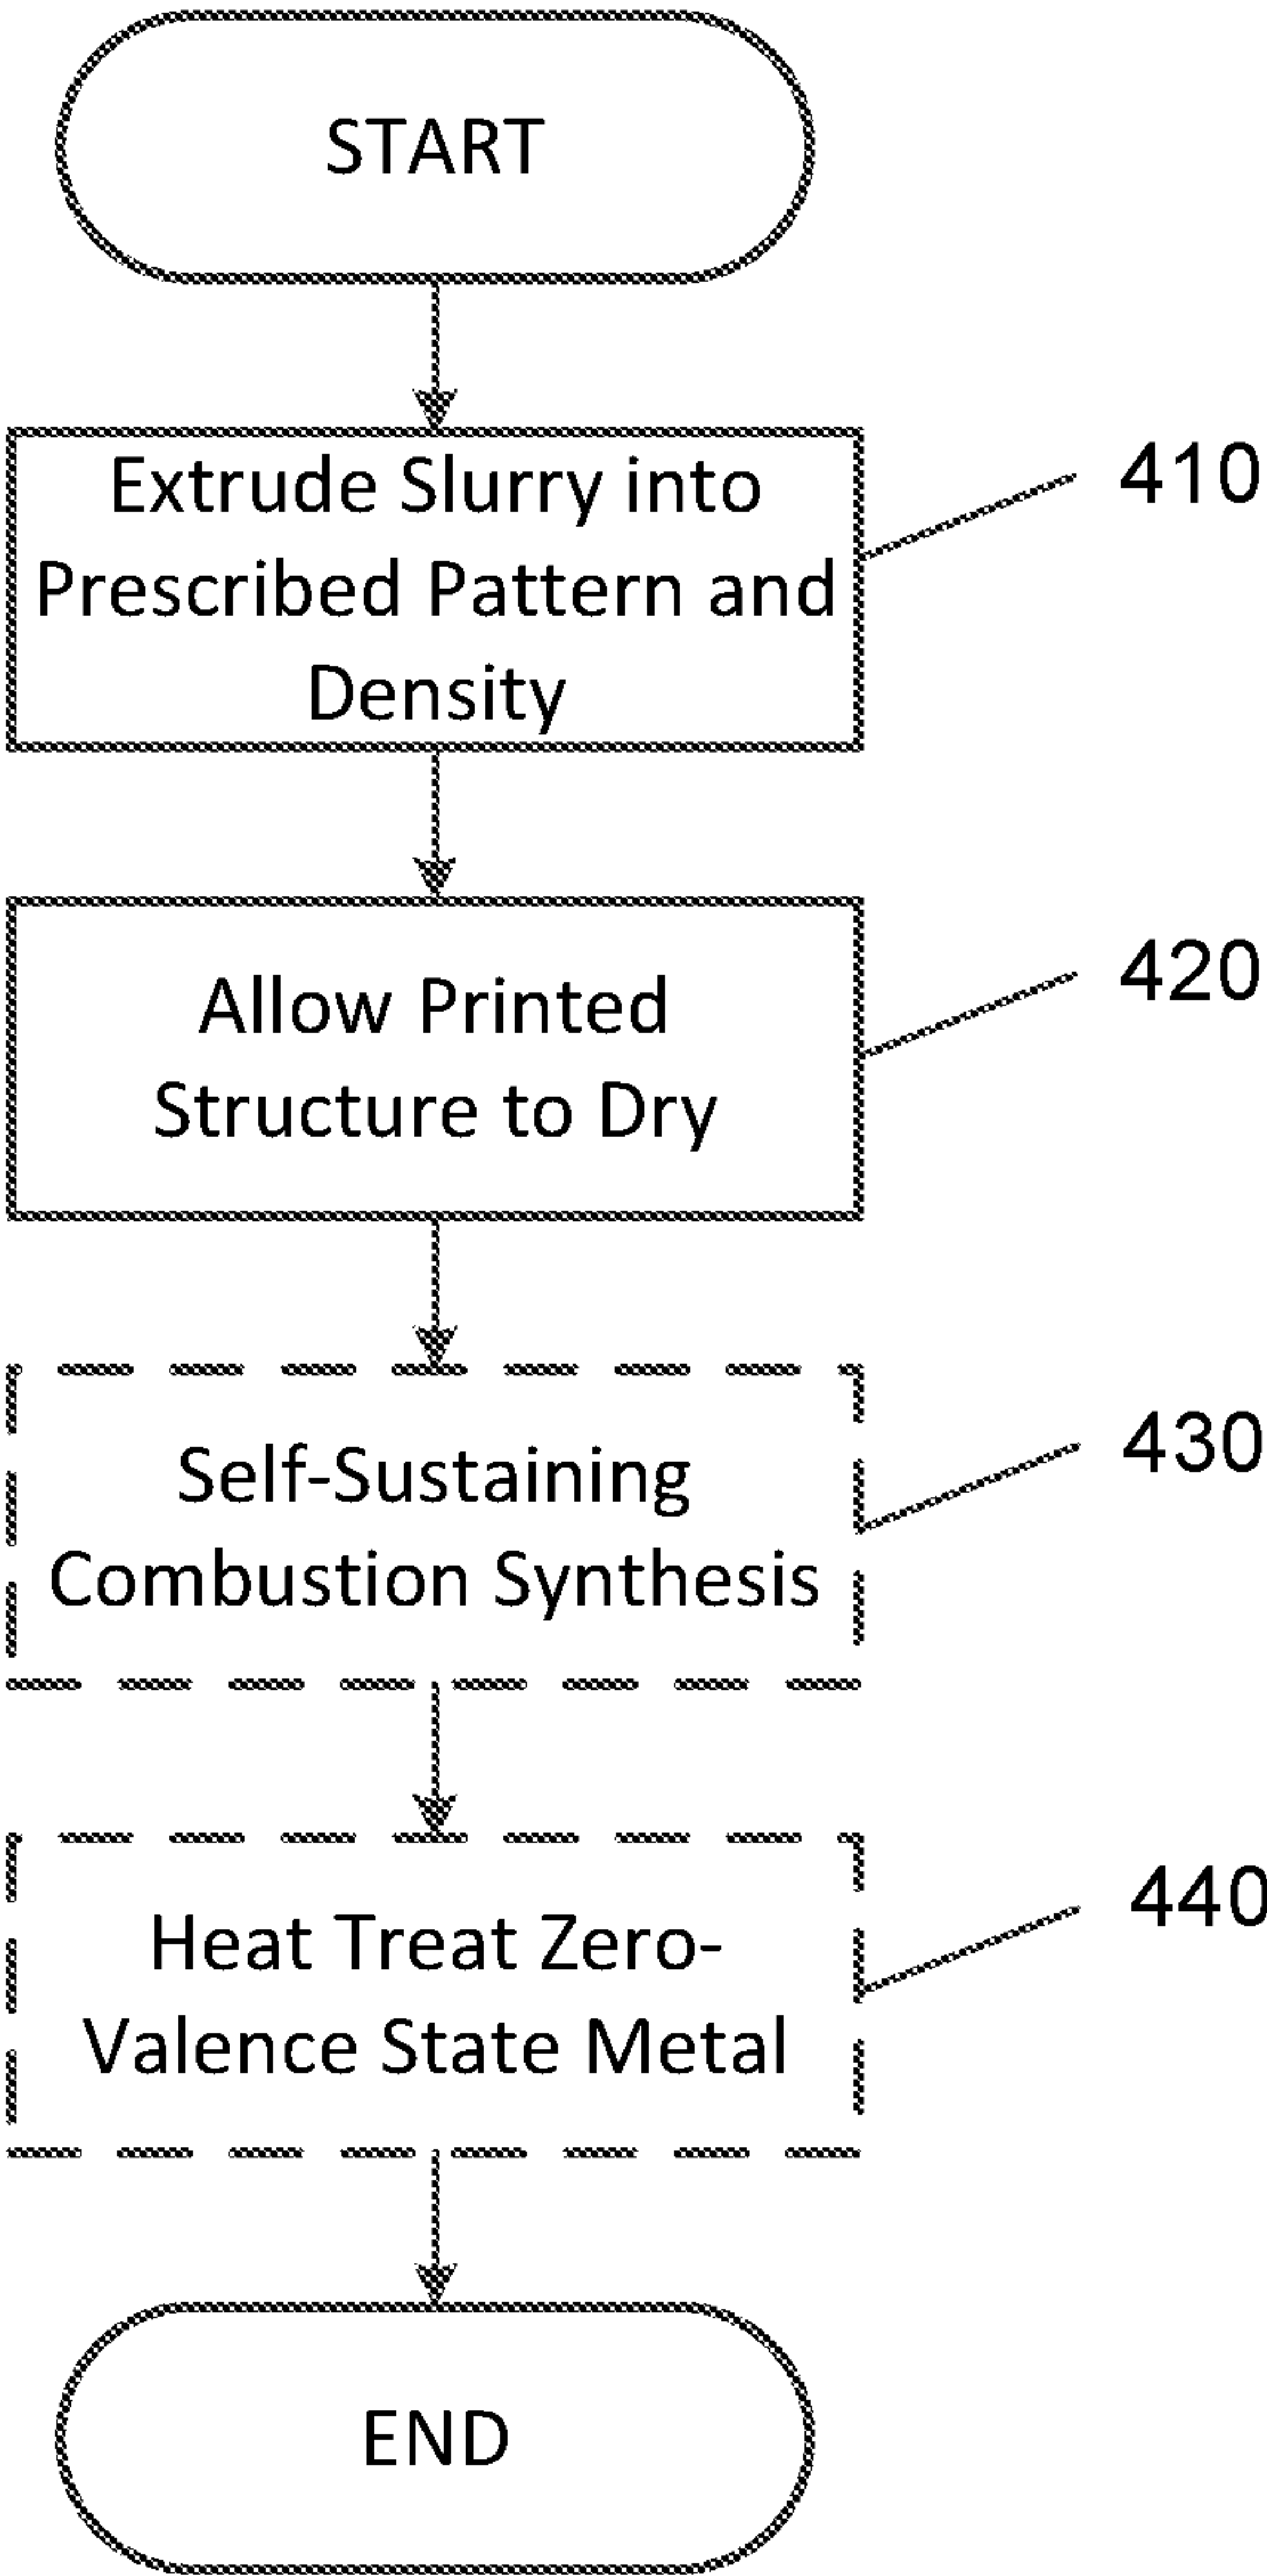 START
Extrude Slurry into
Prescribed Pattern and
Density
410
Allow Printed
Structure to Dry
420
Self-Sustaining
Combustion Synthesis
430
Heat Treat Zero-
Valence State Metal
440
END